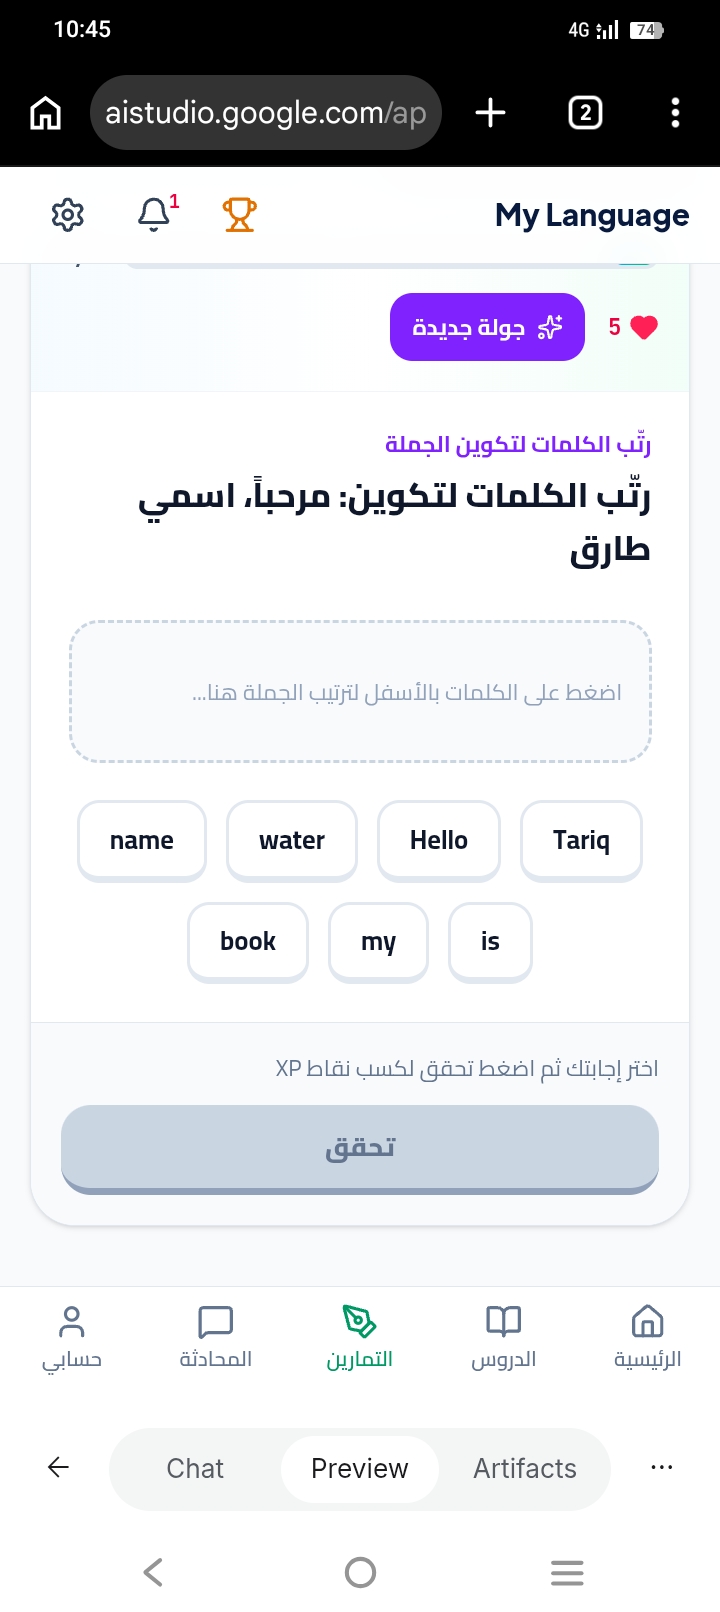 10:45
4G
74
aistudio.google.com/ap
2
1
My Language
جولة جديدة
5
رتّب الكلمات لتكوين الجملة
رتّب الكلمات لتكوين: مرحباً، اسمي
طارق
اضغط على الكلمات بالأسفل لترتيب الجملة هنا...
name water Hello Tariq
book my is
اختر إجابتك ثم اضغط تحقق لكسب نقاط XP
تحقق
الرئيسية الدروس التمارين المحادثة حسابي
Chat Preview Artifacts